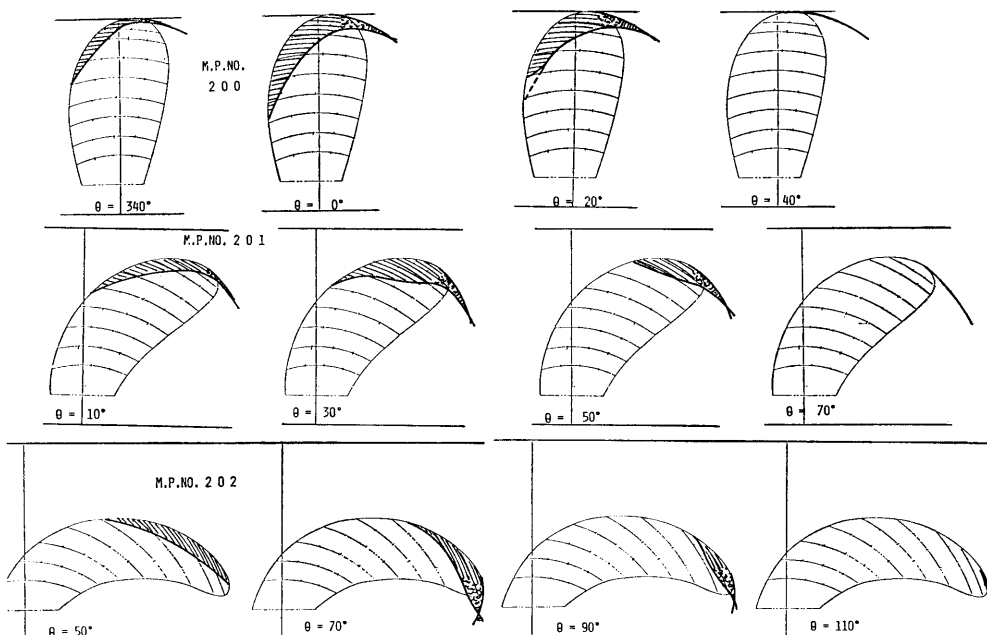 M.P.NO.
2 0 0
θ = 340°
θ = 0°
θ = 20°
θ = 40°
M.P.NO. 2 0 1
θ = 10°
θ = 30°
θ = 50°
θ = 70°
M.P.NO. 2 0 2
θ = 50°
θ = 70°
θ = 90°
θ = 110°